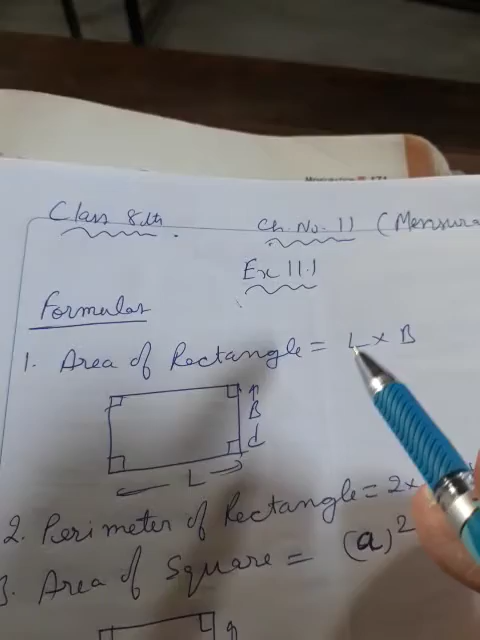 Class 8th
Ch. No. 11 (Mensura
Ex 11.1
Formulas
1. Area of Rectangle = L × B
B
L
2. Perimeter of Rectangle = 2×
3. Area of Square = (a)²